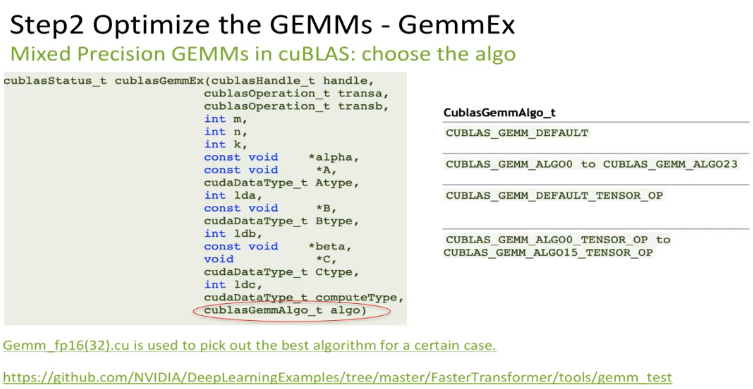 Step2 Optimize the GEMMs - GemmEx
Mixed Precision GEMMs in cuBLAS: choose the algo
cublasStatus_t cublasGemmEx(cublasHandle_t handle,
cublasOperation_t transa,
cublasOperation_t transb,
int m,
int n,
int k,
const void *alpha,
const void *A,
cudaDataType_t Atype,
int lda,
const void *B,
cudaDataType_t Btype,
int ldb,
const void *beta,
void *C,
cudaDataType_t Ctype,
int ldc,
cudaDataType_t computeType,
cublasGemmAlgo_t algo)
CublasGemmAlgo_t
CUBLAS_GEMM_DEFAULT
CUBLAS_GEMM_ALGO0 to CUBLAS_GEMM_ALGO23
CUBLAS_GEMM_DEFAULT_TENSOR_OP
CUBLAS_GEMM_ALGO0_TENSOR_OP to
CUBLAS_GEMM_ALGO15_TENSOR_OP
Gemm_fp16(32).cu is used to pick out the best algorithm for a certain case.
https://github.com/NVIDIA/DeepLearningExamples/tree/master/FasterTransformer/tools/gemm_test